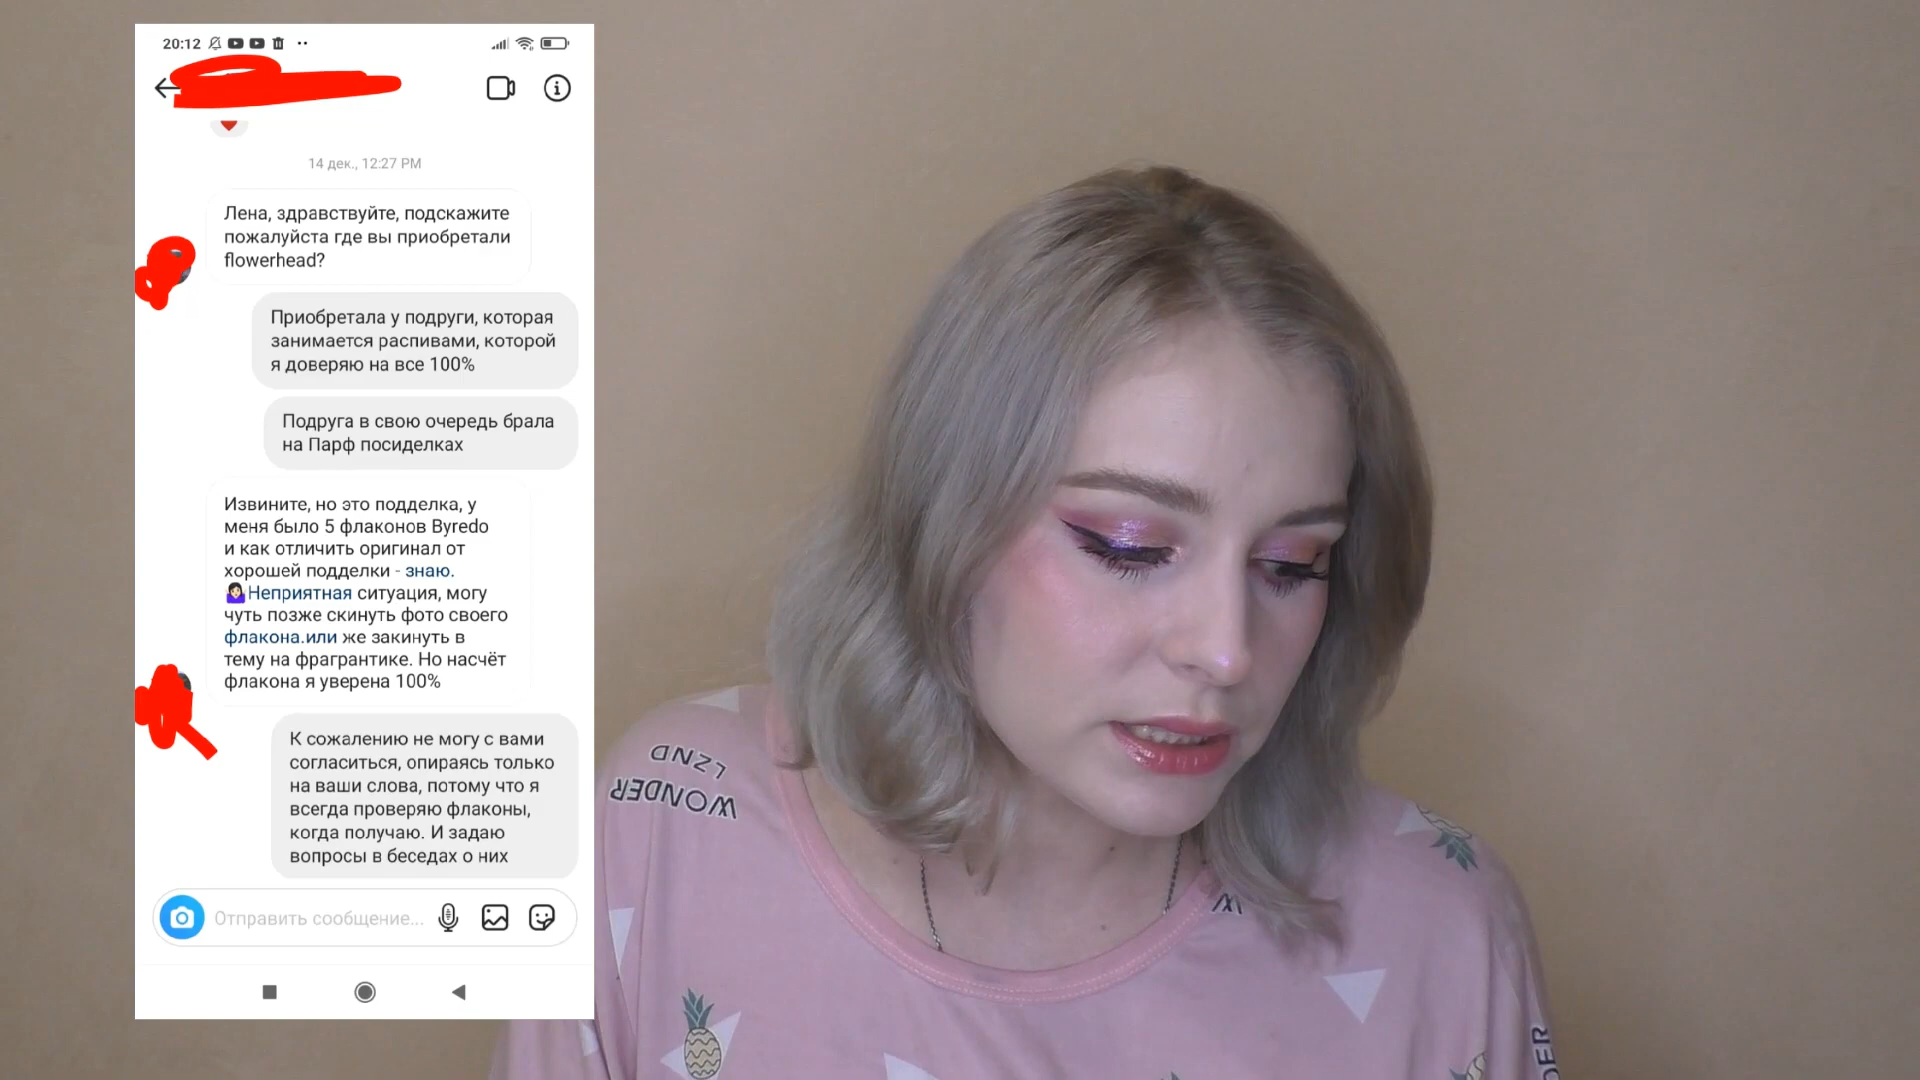 20:12
14 дек., 12:27 PM
Лена, здравствуйте, подскажите
пожалуйста где вы приобретали
flowerhead?
Приобретала у подруги, которая
занимается распивами, которой
я доверяю на все 100%
Подруга в свою очередь брала
на Парф посиделках
Извините, но это подделка, у
меня было 5 флаконов Byredo
и как отличить оригинал от
хорошей подделки - знаю.
🤷🏻‍♀️Неприятная ситуация, могу
чуть позже скинуть фото своего
флакона.или же закинуть в
тему на фрагрантике. Но насчёт
флакона я уверена 100%
К сожалению не могу с вами
согласиться, опираясь только
на ваши слова, потому что я
всегда проверяю флаконы,
когда получаю. И задаю
вопросы в беседах о них
Отправить сообщение...
WONDER